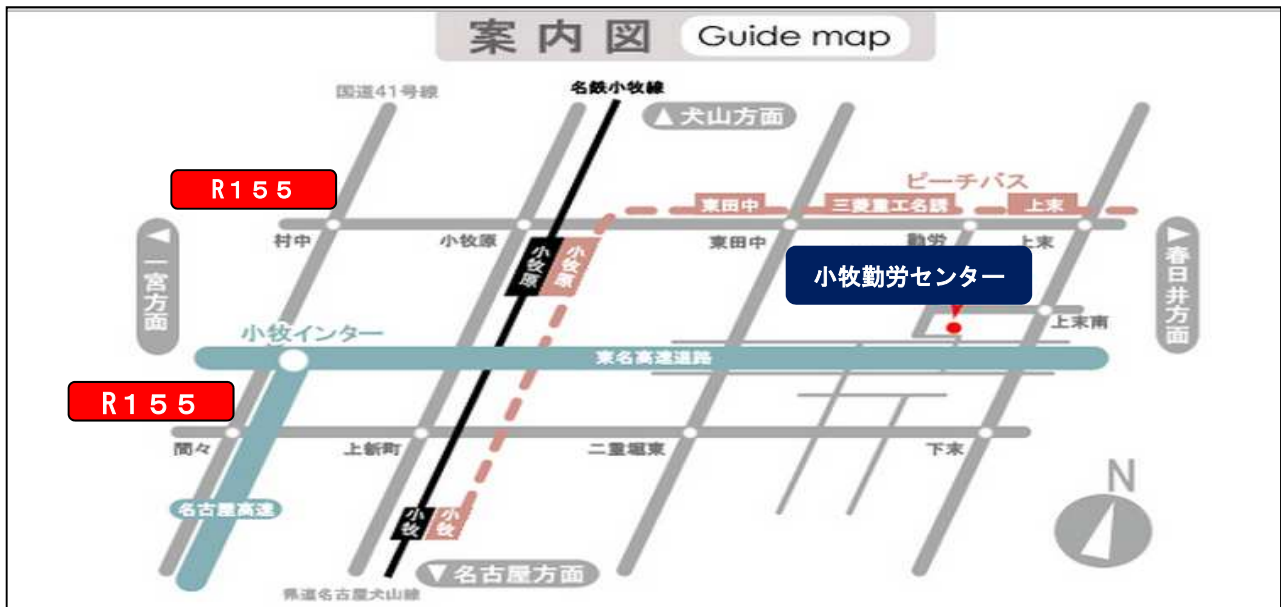 案内図 Guide map
国道41号線
名鉄小牧線
▲犬山方面
R155
ピーチバス
東田中
三菱重工名誘
上末
村中
小牧原
東田中
勤労
上末
◀一宮方面
▶春日井方面
小牧原
小牧原
小牧勤労センター
上末南
小牧インター
東名高速道路
R155
間々
上新町
二重堀東
下末
N
名古屋高速
小牧
小牧
▼名古屋方面
県道名古屋犬山線